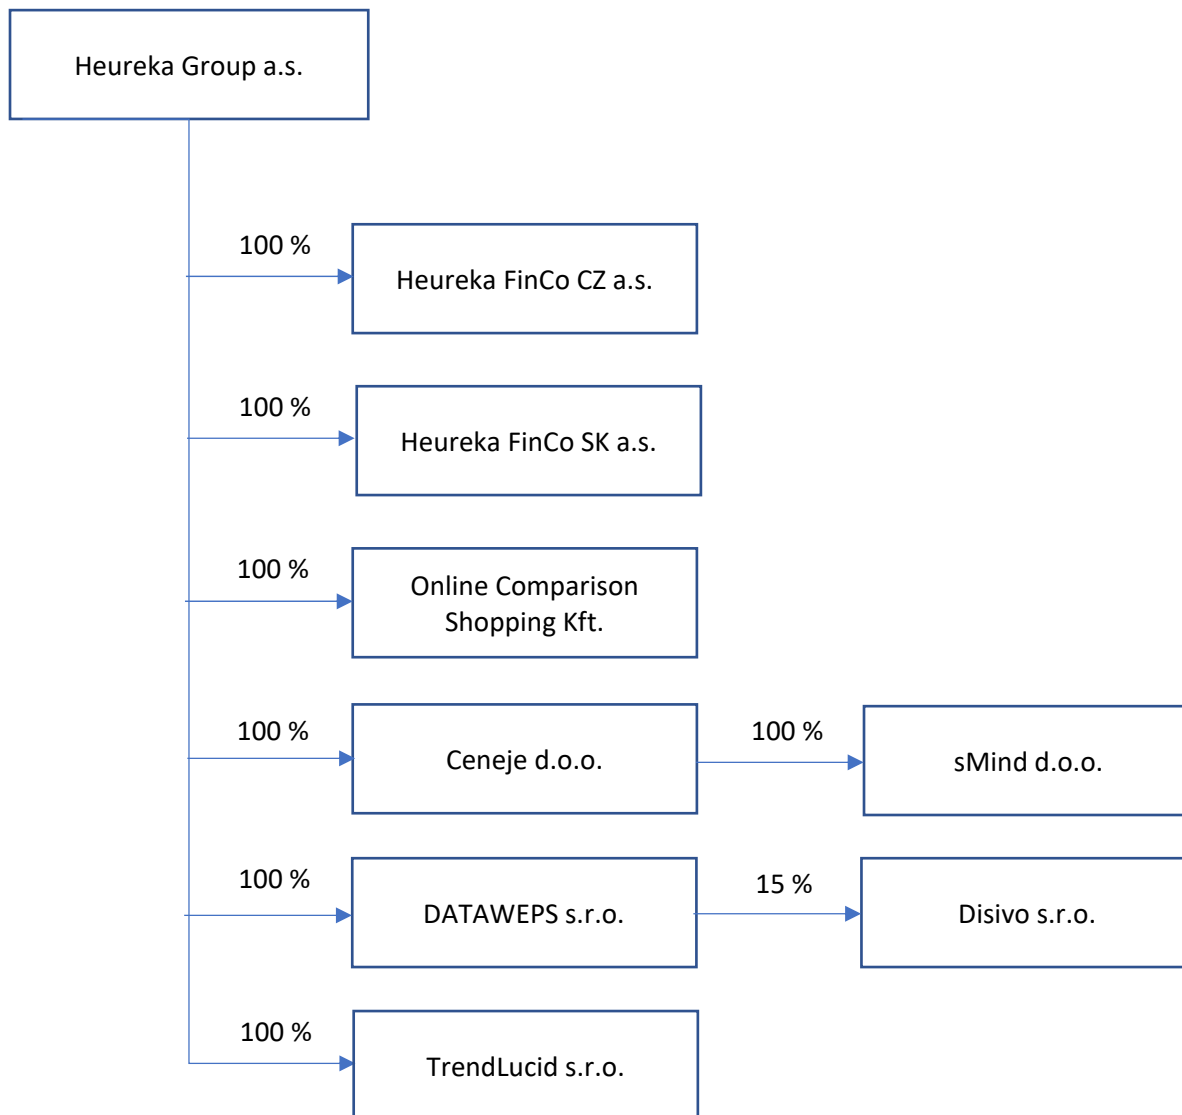 Heureka Group a.s.
100 %
Heureka FinCo CZ a.s.
100 %
Heureka FinCo SK a.s.
100 %
Online Comparison
Shopping Kft.
100 %
Ceneje d.o.o.
100 %
sMind d.o.o.
100 %
DATAWEPS s.r.o.
15 %
Disivo s.r.o.
100 %
TrendLucid s.r.o.